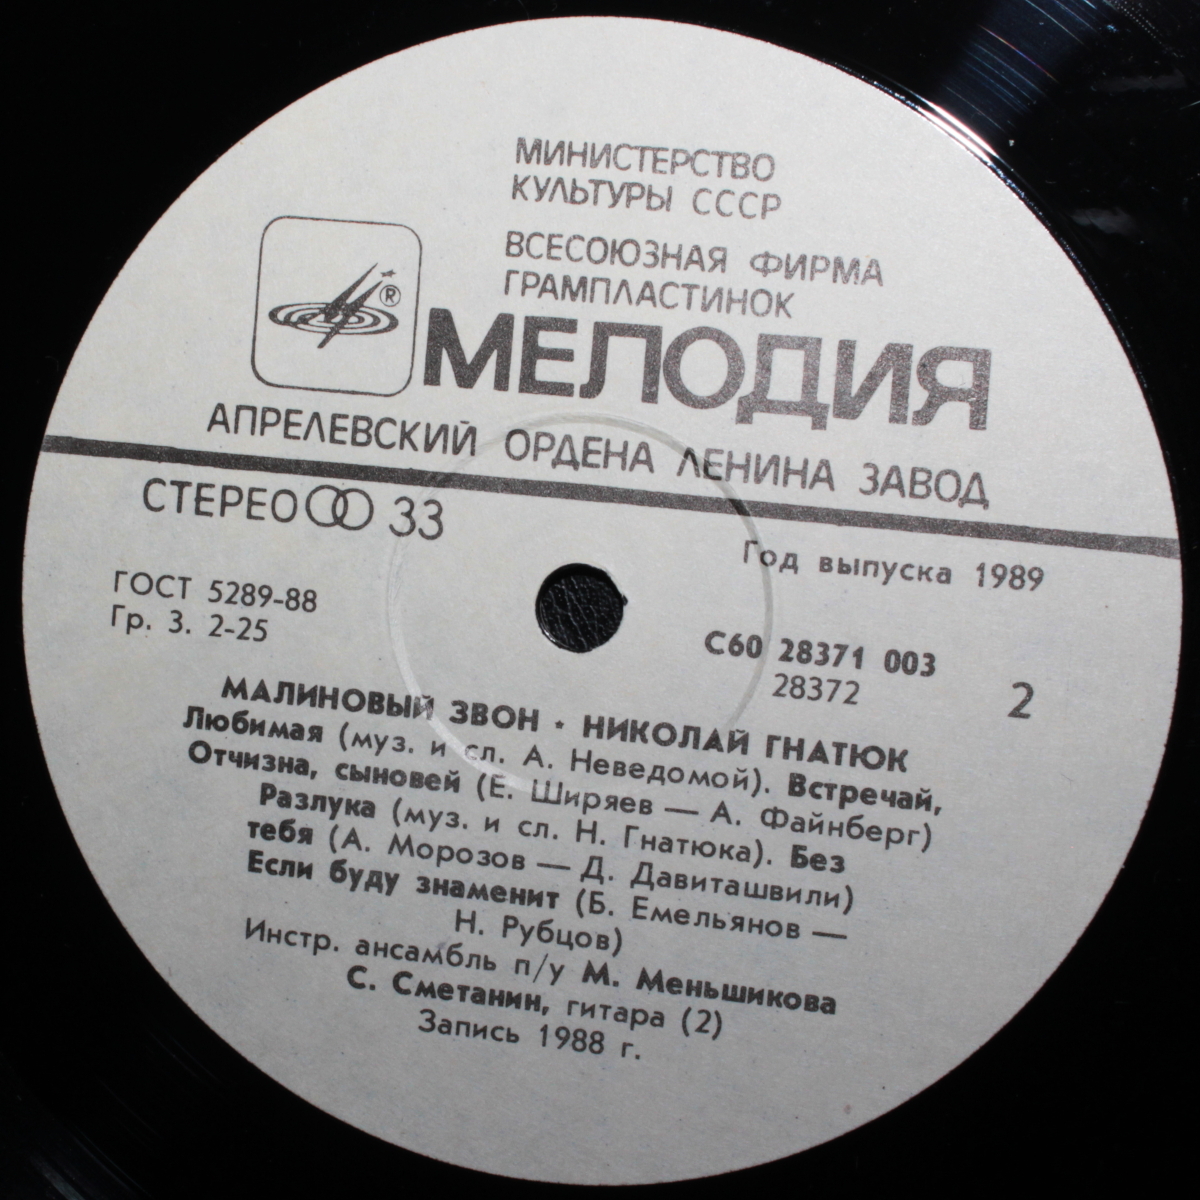 МИНИСТЕРСТВО
КУЛЬТУРЫ СССР
ВСЕСОЮЗНАЯ ФИРМА
ГРАМПЛАСТИНОК
®
МЕЛОДИЯ
АПРЕЛЕВСКИЙ ОРДЕНА ЛЕНИНА ЗАВОД
СТЕРЕО 33
Год выпуска 1989
ГОСТ 5289-88
Гр. 3. 2-25
С60 28371 003
28372
2
МАЛИНОВЫЙ ЗВОН • НИКОЛАЙ ГНАТЮК
Любимая (муз. и сл. А. Неведомой). Встречай,
Отчизна, сыновей (Е. Ширяев — А. Файнберг)
Разлука (муз. и сл. Н. Гнатюка). Без
тебя (А. Морозов — Д. Давиташвили)
Если буду знаменит (Б. Емельянов —
Н. Рубцов)
Инстр. ансамбль п/у М. Меньшикова
С. Сметанин, гитара (2)
Запись 1988 г.